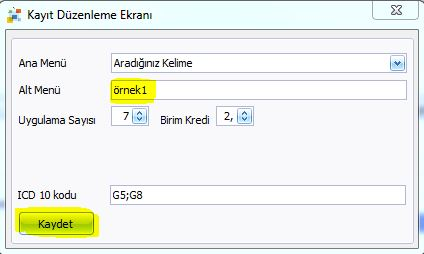 Kayıt Düzenleme Ekranı
Ana Menü Aradığınız Kelime
Alt Menü örnek1
Uygulama Sayısı 7 Birim Kredi 2,
ICD 10 kodu G5;G8
Kaydet